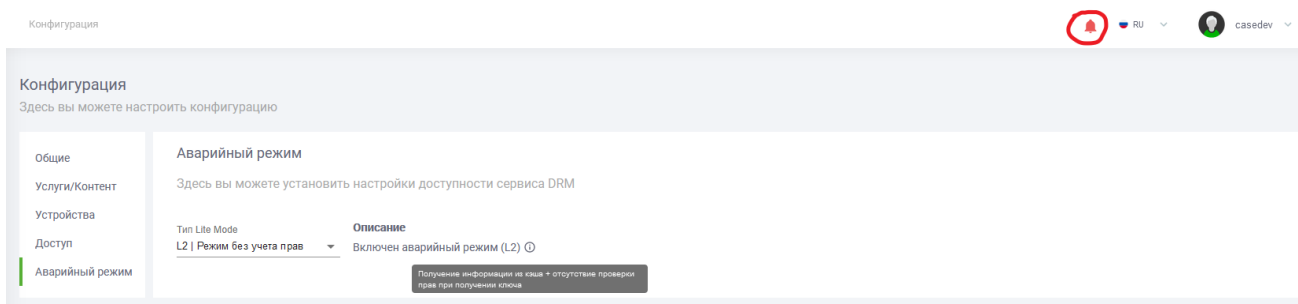 Конфигурация
RU
casedev
Конфигурация
Здесь вы можете настроить конфигурацию
Общие
Услуги/Контент
Устройства
Доступ
Аварийный режим
Аварийный режим
Здесь вы можете установить настройки доступности сервиса DRM
Тип Lite Mode
L2 | Режим без учета прав
Описание
Включен аварийный режим (L2)
Получение информации из кэша + отсутствие проверки
прав при получении ключа